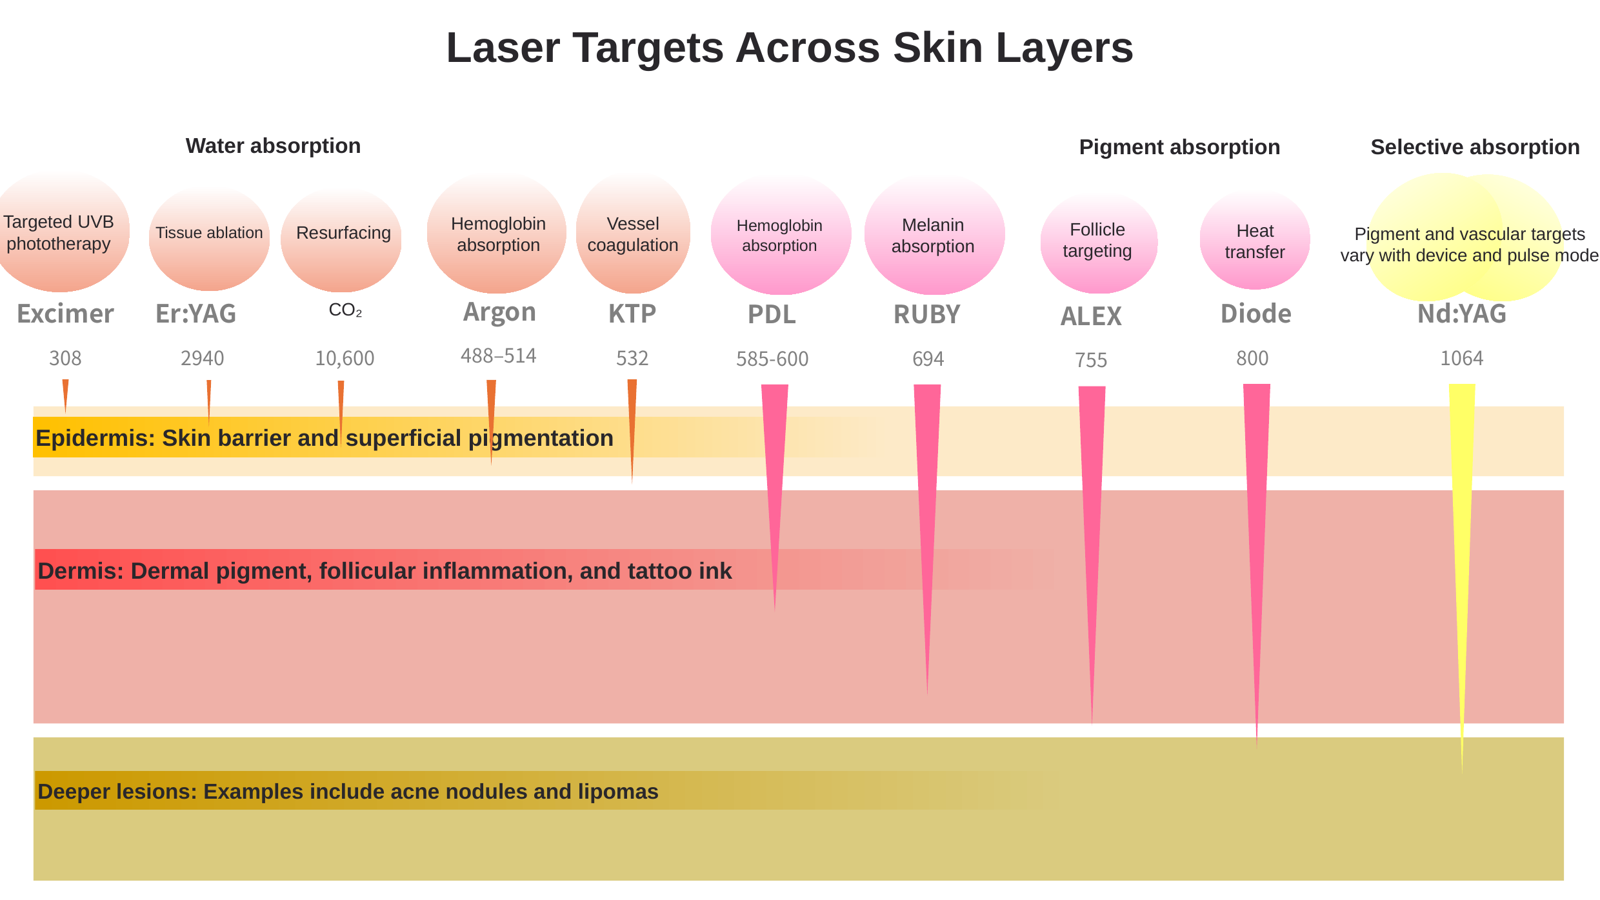 Laser Targets Across Skin Layers
Water absorption
Pigment absorption
Selective absorption
Targeted UVB
phototherapy
Tissue ablation
Resurfacing
Hemoglobin
absorption
Vessel
coagulation
Hemoglobin
absorption
Melanin
absorption
Follicle
targeting
Heat
transfer
Pigment and vascular targets
vary with device and pulse mode
Excimer
Er:YAG
CO₂
Argon
KTP
PDL
RUBY
ALEX
Diode
Nd:YAG
308
2940
10,600
488–514
532
585-600
694
755
800
1064
Epidermis: Skin barrier and superficial pigmentation
Dermis: Dermal pigment, follicular inflammation, and tattoo ink
Deeper lesions: Examples include acne nodules and lipomas